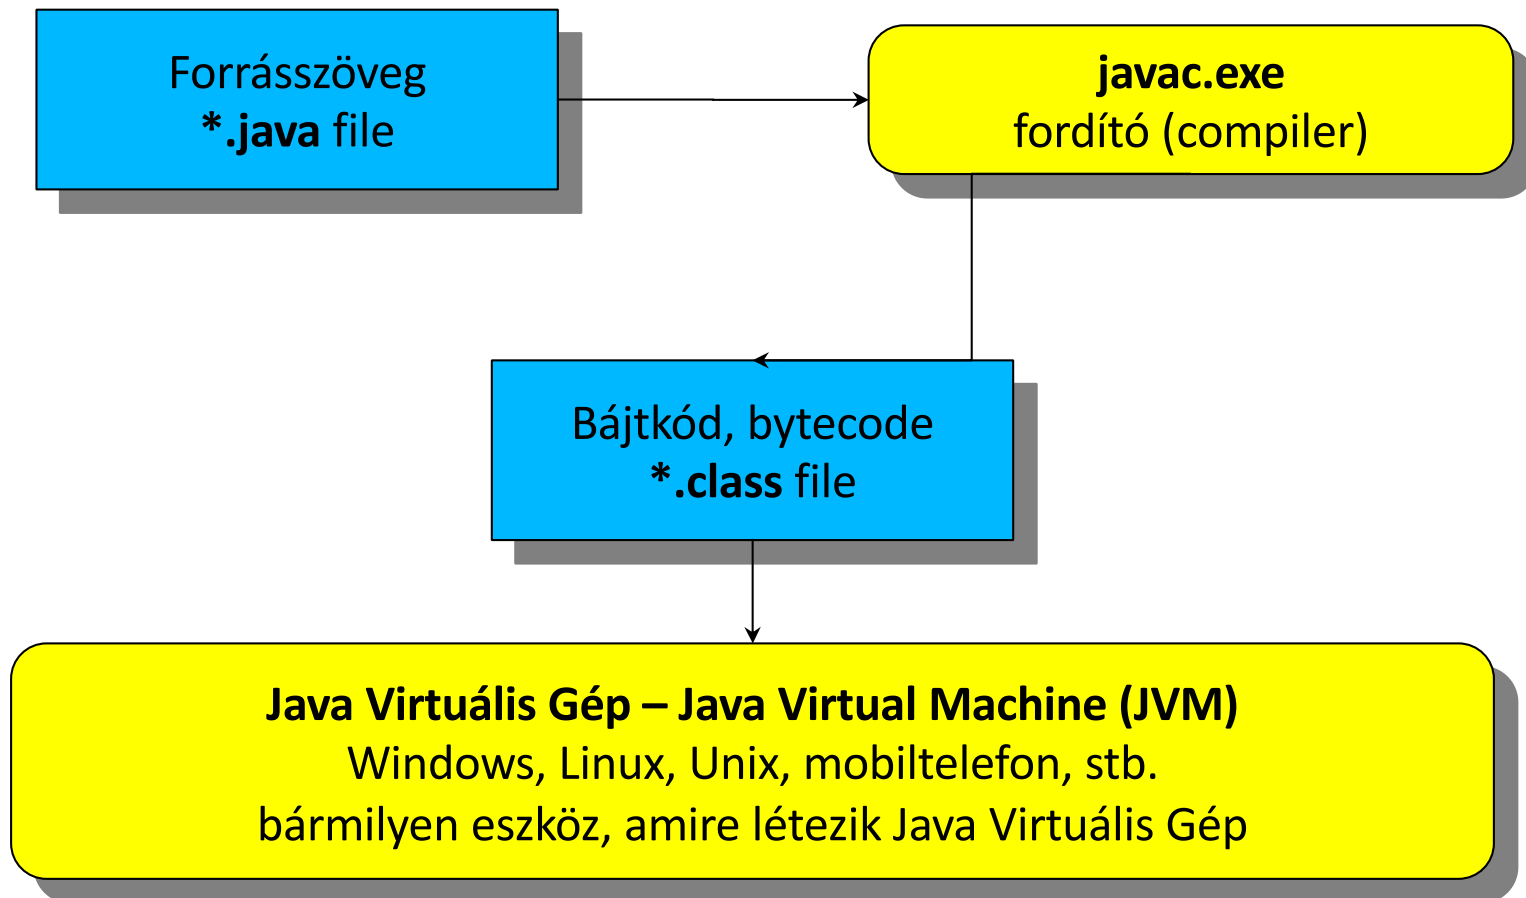 Forrásszöveg
*.java file
javac.exe
fordító (compiler)
Bájtkód, bytecode
*.class file
Java Virtuális Gép – Java Virtual Machine (JVM)
Windows, Linux, Unix, mobiltelefon, stb.
bármilyen eszköz, amire létezik Java Virtuális Gép